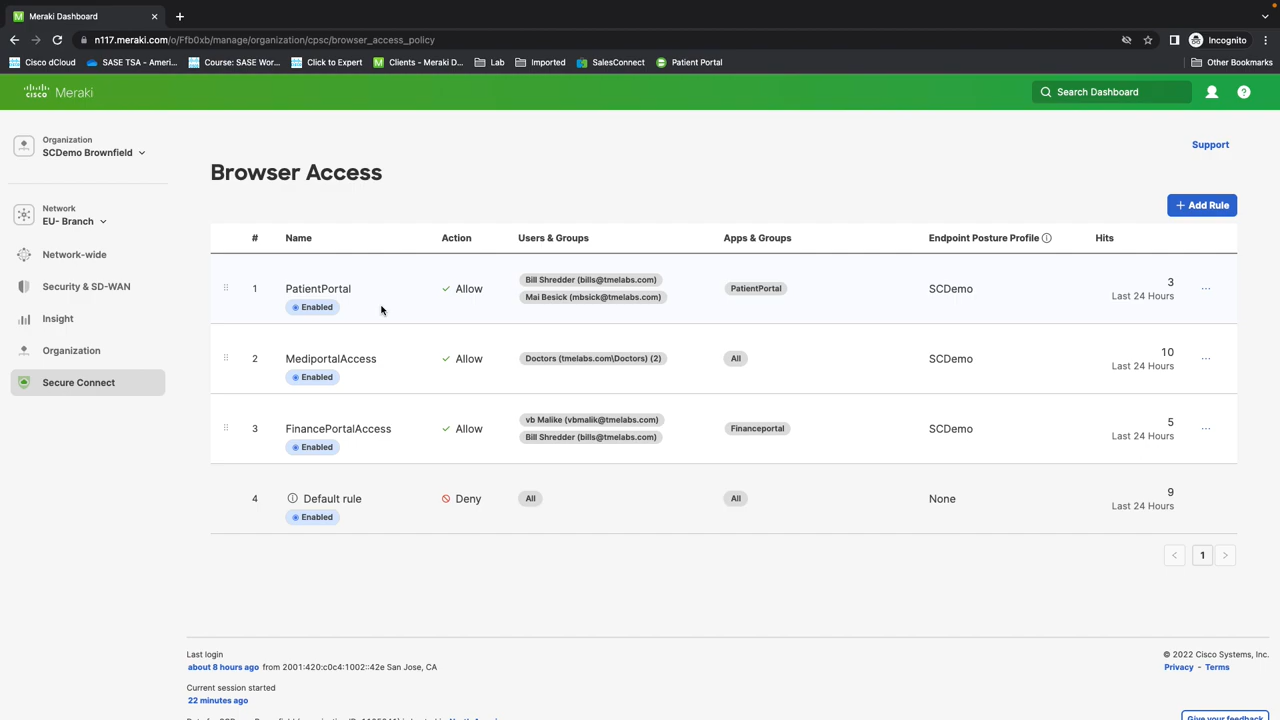 Meraki Dashboard
n117.meraki.com/o/Ffb0xb/manage/organization/cpsc/browser_access_policy
Incognito
Cisco dCloud
SASE TSA - Ameri...
Course: SASE Wor...
Click to Expert
Clients - Meraki D...
Lab
Imported
SalesConnect
Patient Portal
Other Bookmarks
cisco Meraki
Search Dashboard
Organization
SCDemo Brownfield
Network
EU- Branch
Network-wide
Security & SD-WAN
Insight
Organization
Secure Connect
Support
Browser Access
+ Add Rule
# Name Action Users & Groups Apps & Groups Endpoint Posture Profile Hits
1 PatientPortal Allow Bill Shredder (bills@tmelabs.com) PatientPortal SCDemo 3
Enabled Mai Besick (mbsick@tmelabs.com) Last 24 Hours
2 MediportalAccess Allow Doctors (tmelabs.com\Doctors) (2) All SCDemo 10
Enabled Last 24 Hours
3 FinancePortalAccess Allow vb Malike (vbmalik@tmelabs.com) Financeportal SCDemo 5
Enabled Bill Shredder (bills@tmelabs.com) Last 24 Hours
4 Default rule Deny All All None 9
Enabled Last 24 Hours
< 1 >
Last login
about 8 hours ago from 2001:420:c0c4:1002::42e San Jose, CA
Current session started
22 minutes ago
© 2022 Cisco Systems, Inc.
Privacy - Terms
Give your feedback